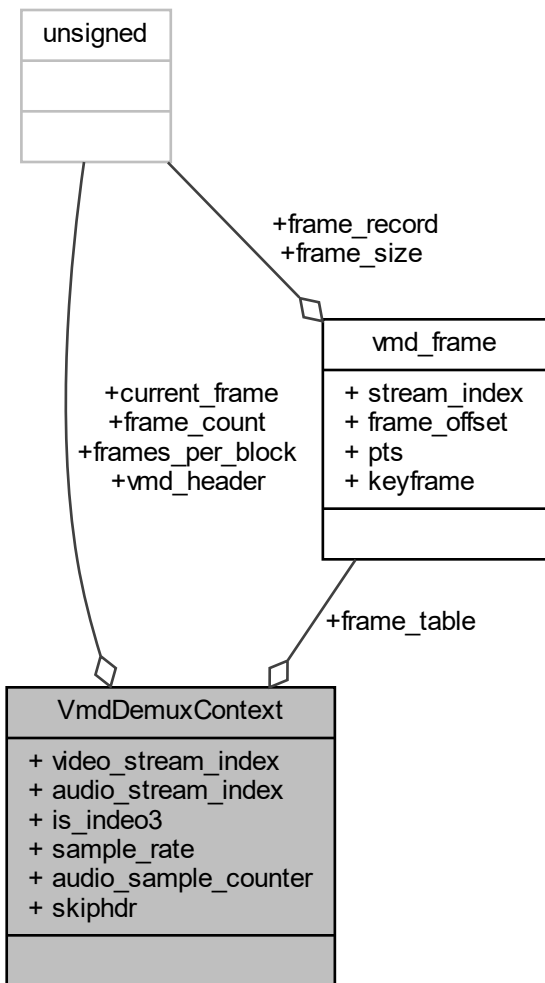 unsigned
+frame_record
+frame_size
vmd_frame
+ stream_index
+ frame_offset
+ pts
+ keyframe
+current_frame
+frame_count
+frames_per_block
+vmd_header
+frame_table
VmdDemuxContext
+ video_stream_index
+ audio_stream_index
+ is_indeo3
+ sample_rate
+ audio_sample_counter
+ skiphdr